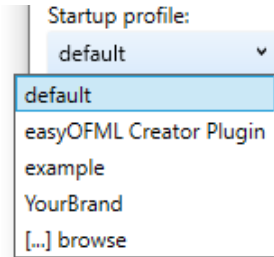 Startup profile:
default
default
easyOFML Creator Plugin
example
YourBrand
[...] browse